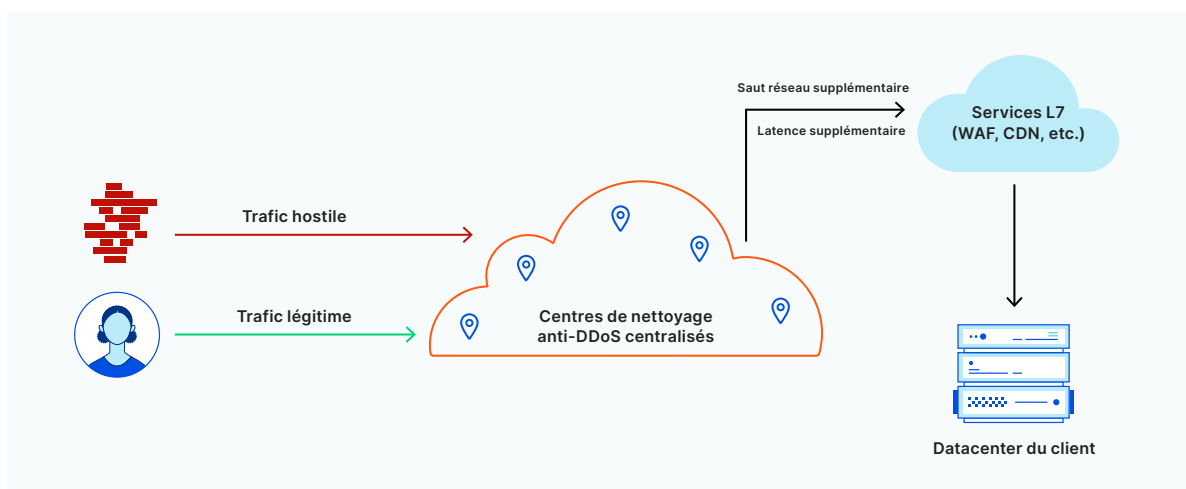 Saut réseau supplémentaire
Latence supplémentaire
Services L7
(WAF, CDN, etc.)
Trafic hostile
Trafic légitime
Centres de nettoyage
anti-DDoS centralisés
Datacenter du client